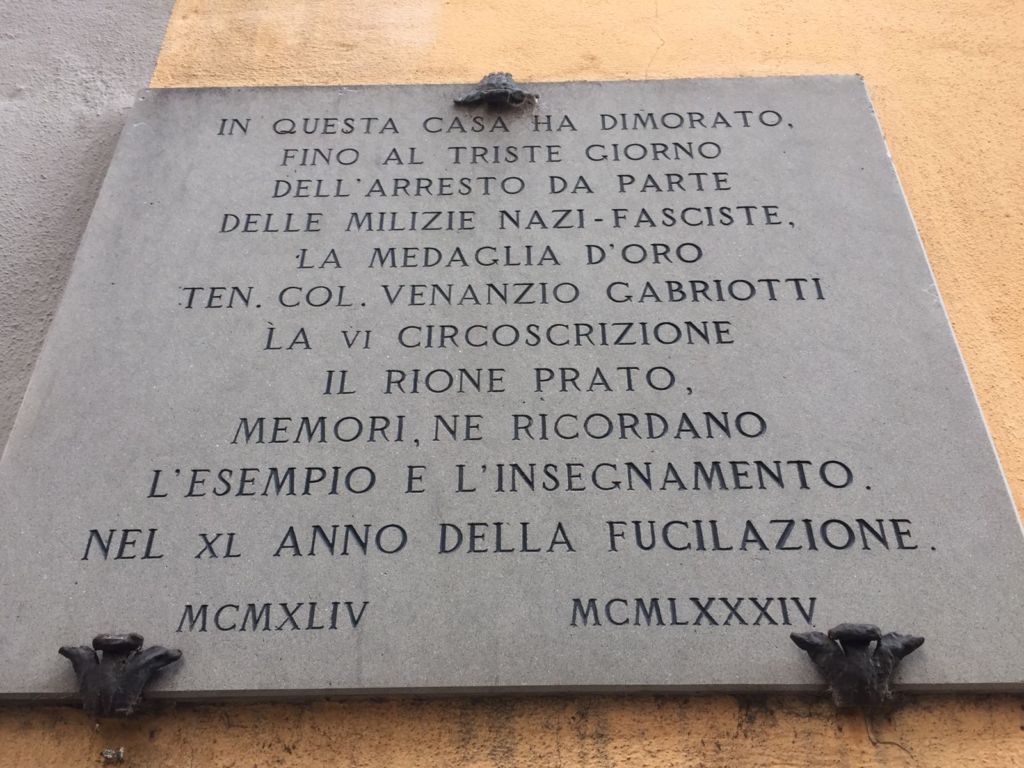 IN QUESTA CASA HA DIMORATO,
FINO AL TRISTE GIORNO
DELL'ARRESTO DA PARTE
DELLE MILIZIE NAZI-FASCISTE,
LA MEDAGLIA D'ORO
TEN. COL. VENANZIO GABRIOTTI
LA VI CIRCOSCRIZIONE
IL RIONE PRATO,
MEMORI, NE RICORDANO
L'ESEMPIO E L'INSEGNAMENTO.
NEL XL ANNO DELLA FUCILAZIONE.
MCMXLIV MCMLXXXIV